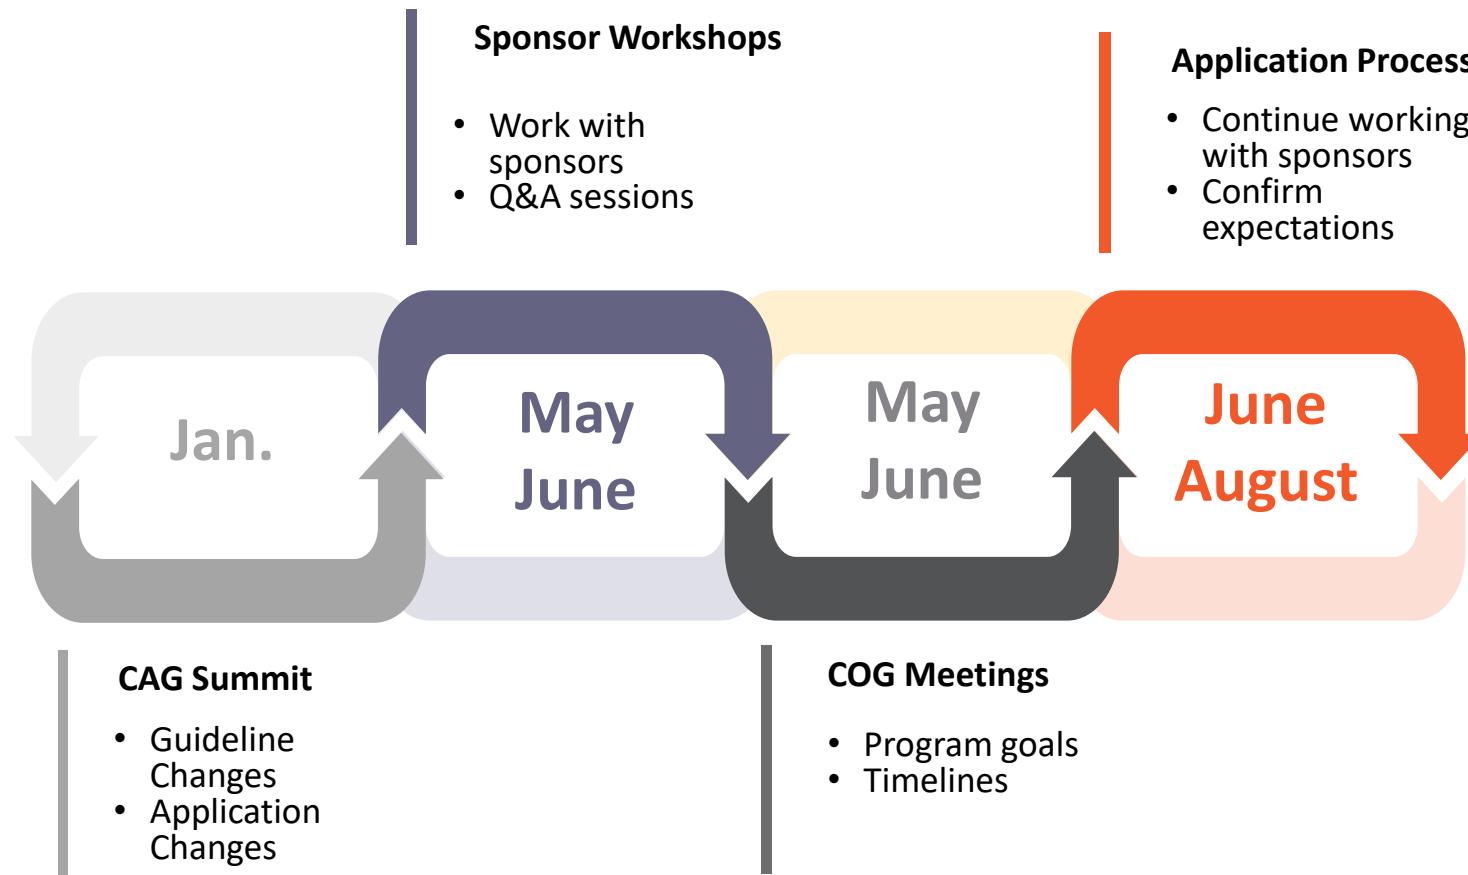 Sponsor Workshops
• Work with
sponsors
• Q&A sessions
Application Process
• Continue working
with sponsors
• Confirm
expectations
Jan.
May
June
May
June
June
August
CAG Summit
• Guideline
Changes
• Application
Changes
COG Meetings
• Program goals
• Timelines